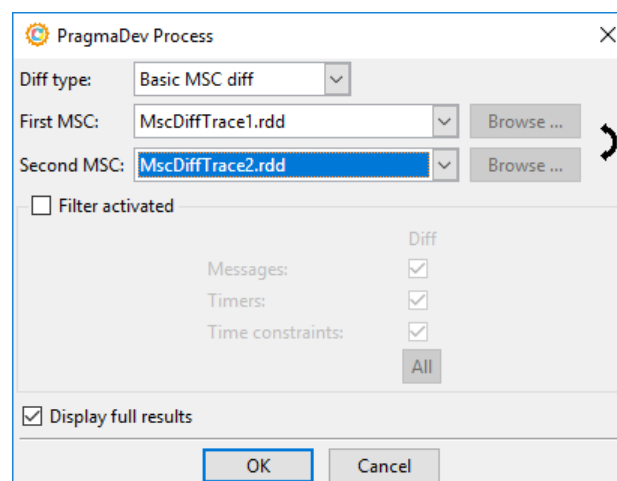 PragmaDev Process
Diff type: Basic MSC diff
First MSC: MscDiffTrace1.rdd Browse ...
Second MSC: MscDiffTrace2.rdd Browse ...
Filter activated
Diff
Messages:
Timers:
Time constraints:
All
Display full results
OK Cancel